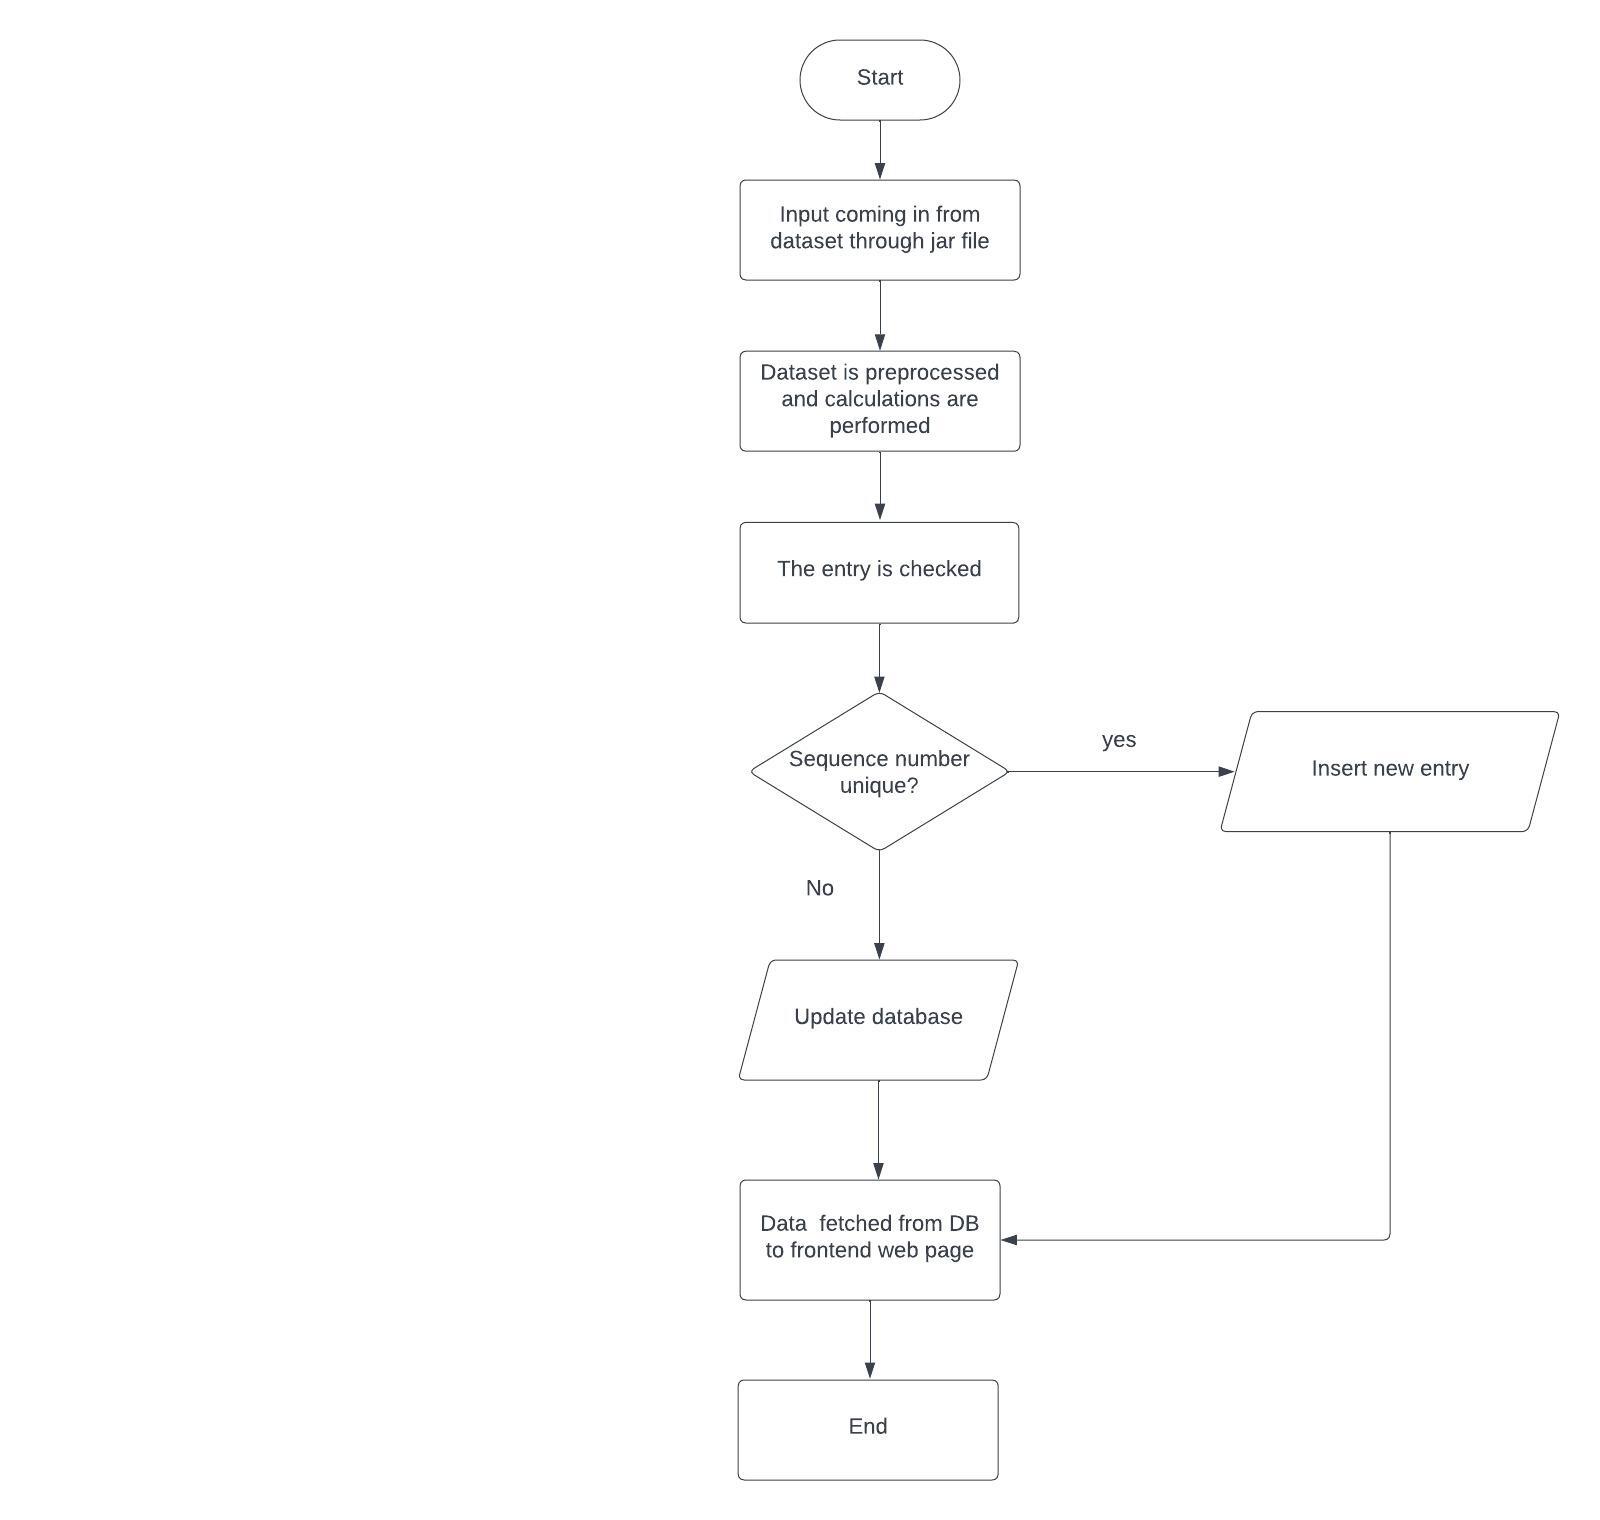 Start
Input coming in from
dataset through jar file
Dataset is preprocessed
and calculations are
performed
The entry is checked
Sequence number
unique?
yes
Insert new entry
No
Update database
Data  fetched from DB
to frontend web page
End